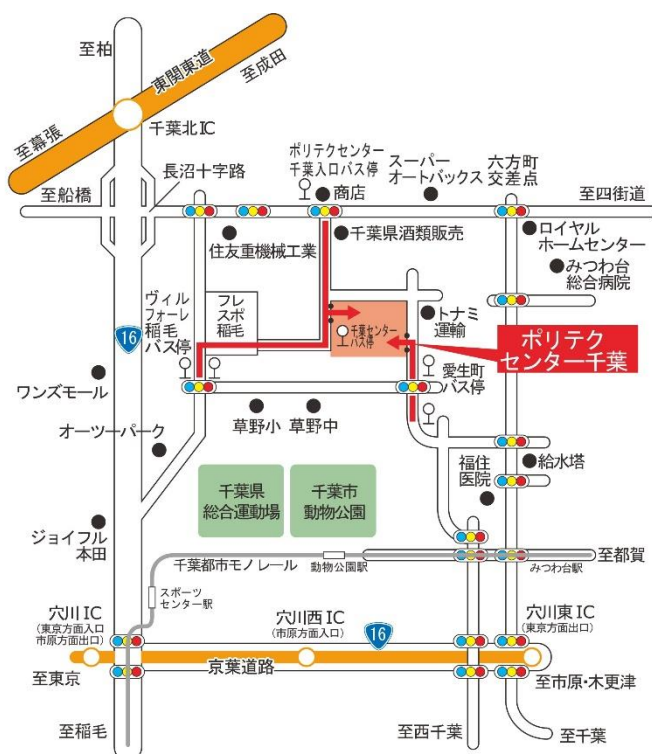 至柏
東関東道
至成田
至幕張
千葉北IC
長沼十字路
至船橋
ポリテクセンター
千葉入口バス停
商店
スーパー
オートバックス
六方町
交差点
至四街道
住友重機械工業
千葉県酒類販売
ロイヤル
ホームセンター
みつわ台
総合病院
ヴィル
フォーレ
稲毛
バス停
フレ
スポ
稲毛
千葉センター
バス停
トナミ
運輸
ポリテク
センター千葉
16
愛生町
バス停
ワンズモール
草野小
草野中
オーツーパーク
福住
医院
給水塔
千葉県
総合運動場
千葉市
動物公園
ジョイフル
本田
千葉都市モノレール
動物公園駅
みつわ台駅
至都賀
スポーツ
センター駅
穴川IC
(東京方面入口
市原方面出口)
穴川西IC
(市原方面入口)
16
穴川東IC
(東京方面出口)
京葉道路
至東京
至市原・木更津
至稲毛
至西千葉
至千葉